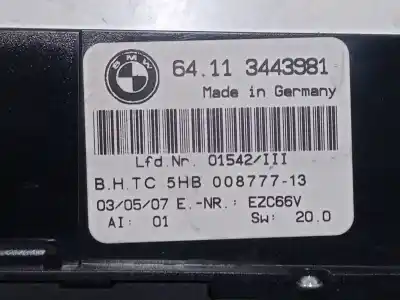 BMW
64.11 3443981
Made in Germany
Lfd.Nr. 01542/III
B.H.TC 5HB 008777-13
03/05/07 E.-NR: EZC66V
AI: 01 Sw: 20.0